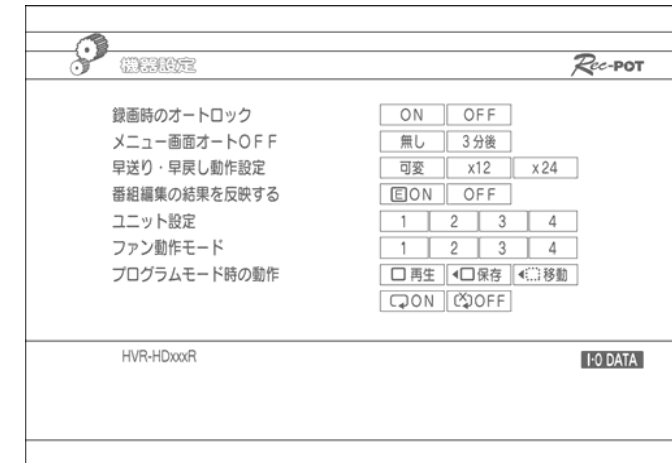 機器設定
Rec-POT
録画時のオートロック ON OFF
メニュー画面オートOFF 無し 3分後
早送り・早戻し動作設定 可変 x12 x24
番組編集の結果を反映する EON OFF
ユニット設定 1 2 3 4
ファン動作モード 1 2 3 4
プログラムモード時の動作 再生 保存 移動
ON OFF
HVR-HDxxxR
I·O DATA